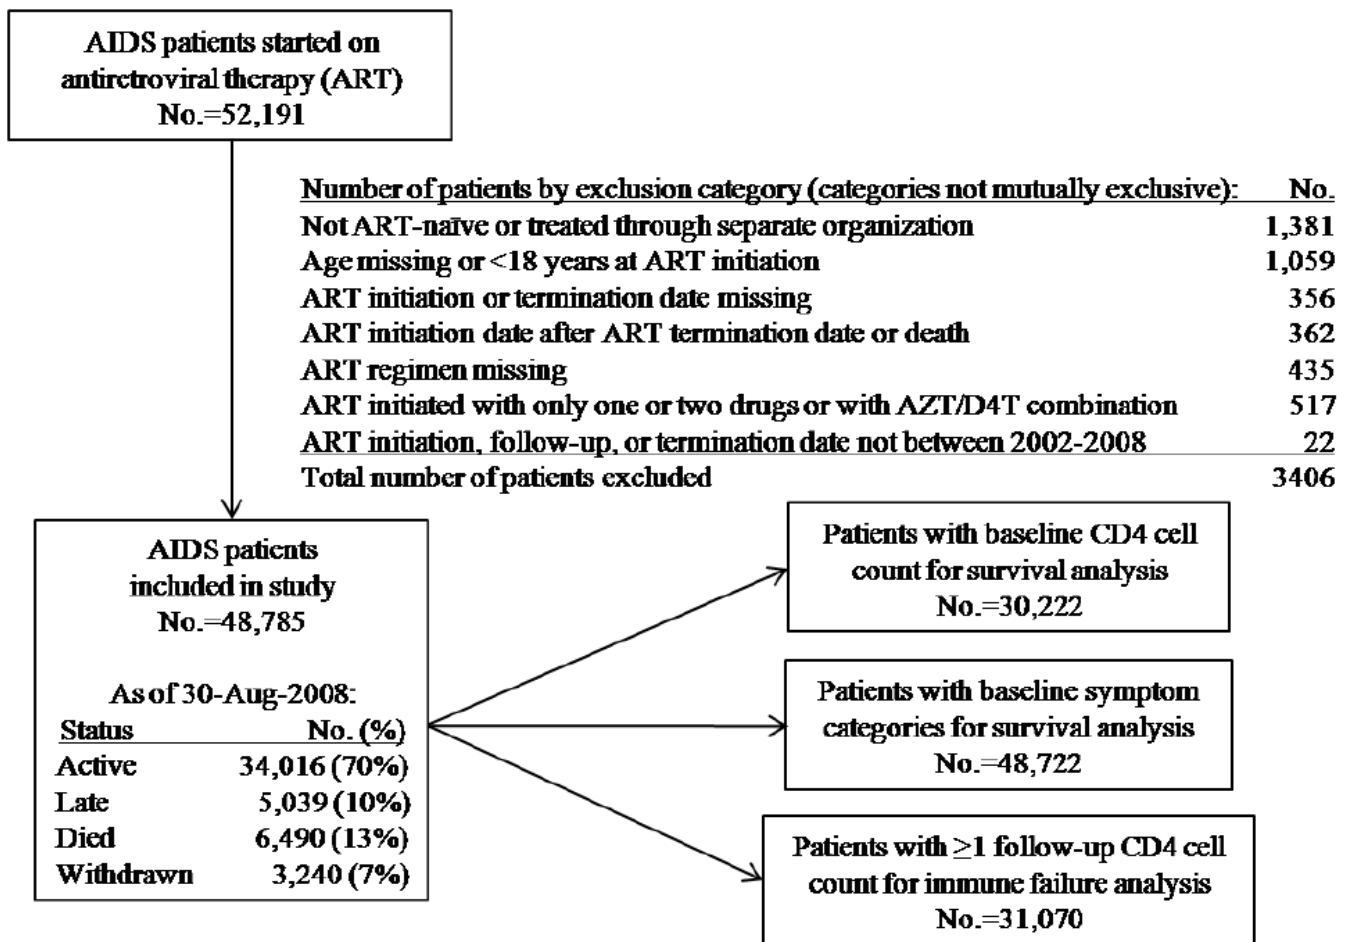 AIDS patients started on
antiretroviral therapy (ART)
No.=52,191
Number of patients by exclusion category (categories not mutually exclusive): No.
Not ART-naïve or treated through separate organization 1,381
Age missing or <18 years at ART initiation 1,059
ART initiation or termination date missing 356
ART initiation date after ART termination date or death 362
ART regimen missing 435
ART initiated with only one or two drugs or with AZT/D4T combination 517
ART initiation, follow-up, or termination date not between 2002-2008 22
Total number of patients excluded 3406
AIDS patients
included in study
No.=48,785
As of 30-Aug-2008:
Status No. (%)
Active 34,016 (70%)
Late 5,039 (10%)
Died 6,490 (13%)
Withdrawn 3,240 (7%)
Patients with baseline CD4 cell
count for survival analysis
No.=30,222
Patients with baseline symptom
categories for survival analysis
No.=48,722
Patients with ≥1 follow-up CD4 cell
count for immune failure analysis
No.=31,070